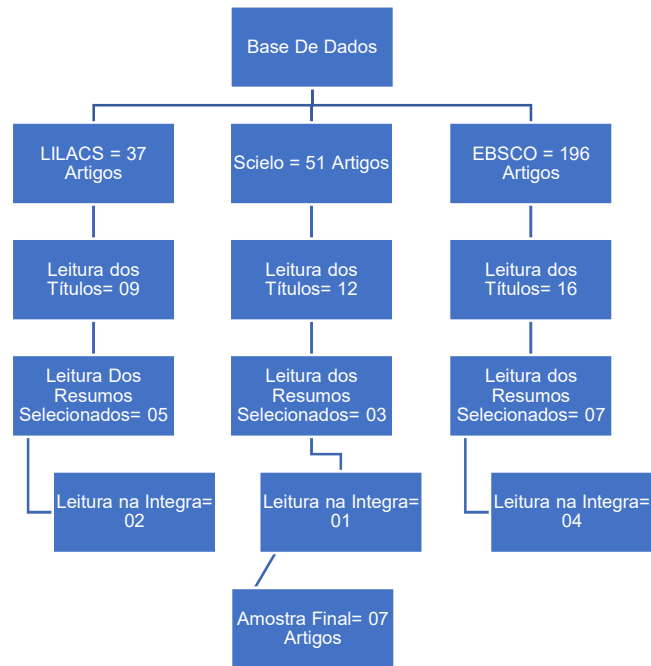 Base De Dados
LILACS = 37
Artigos
Scielo = 51 Artigos
EBSCO = 196
Artigos
Leitura dos
Títulos= 09
Leitura dos
Títulos= 12
Leitura dos
Títulos= 16
Leitura Dos
Resumos
Selecionados= 05
Leitura dos
Resumos
Selecionados= 03
Leitura dos
Resumos
Selecionados= 07
Leitura na Integra=
02
Leitura na Integra=
01
Leitura na Integra=
04
Amostra Final= 07
Artigos